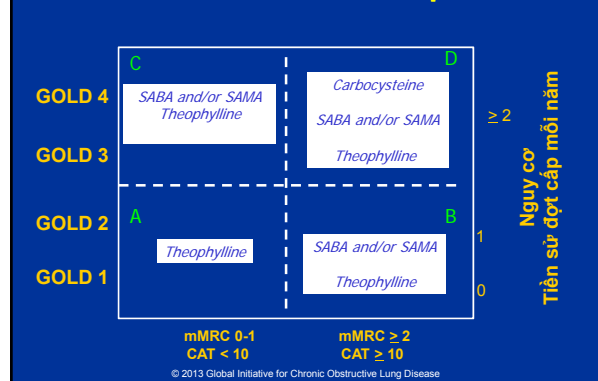 C
D
GOLD 4
GOLD 3
SABA and/or SAMA
Theophylline
Carbocysteine
SABA and/or SAMA
Theophylline
≥ 2
GOLD 2
GOLD 1
A
B
Theophylline
SABA and/or SAMA
Theophylline
1
0
Nguy cơ
Tiền sử đợt cấp mỗi năm
mMRC 0-1
CAT < 10
mMRC ≥ 2
CAT ≥ 10
© 2013 Global Initiative for Chronic Obstructive Lung Disease